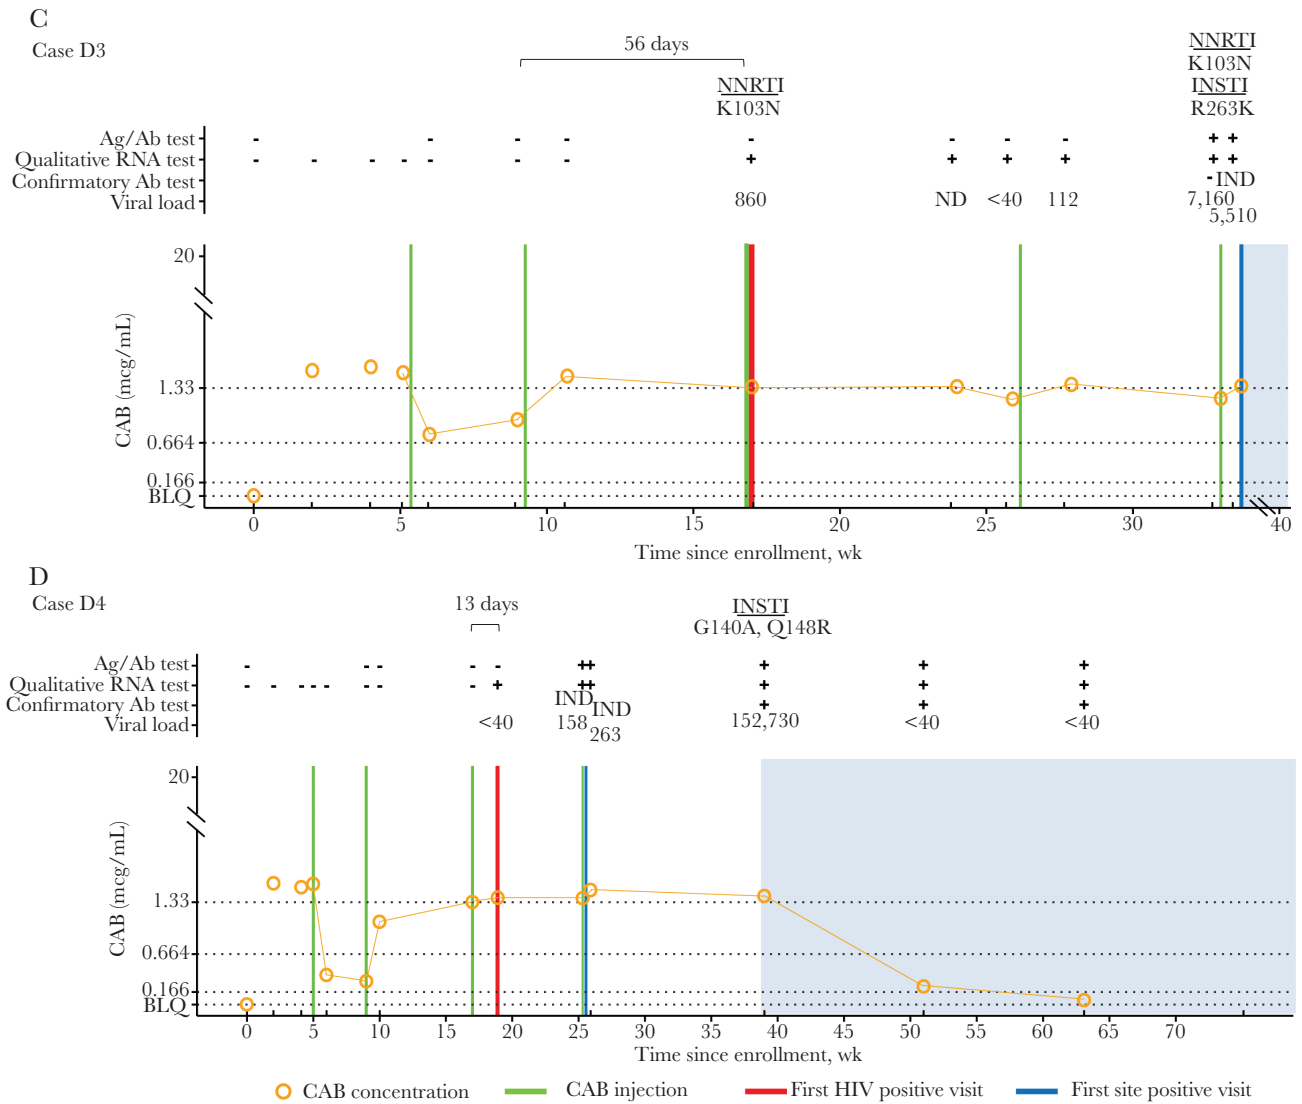 C
Case D3
56 days
NNRTI
K103N
NNRTI
K103N
INSTI
R263K
Ag/Ab test - - - - - - - - + +
Qualitative RNA test - - - - - - - + + + + + +
Confirmatory Ab test - IND
Viral load 860 ND <40 112 7,160
5,510
20
1.33
0.664
0.166
BLQ
CAB (mcg/mL)
0 5 10 15 20 25 30 40
Time since enrollment, wk
D
Case D4
13 days
INSTI
G140A, Q148R
Ag/Ab test - - - - - ++ + + +
Qualitative RNA test - - - - - - - - + ++ + + +
Confirmatory Ab test IND IND + + +
Viral load <40 158 263 152,730 <40 <40
20
1.33
0.664
0.166
BLQ
CAB (mcg/mL)
0 5 10 15 20 25 30 35 40 45 50 55 60 65 70
Time since enrollment, wk
CAB concentration CAB injection First HIV positive visit First site positive visit